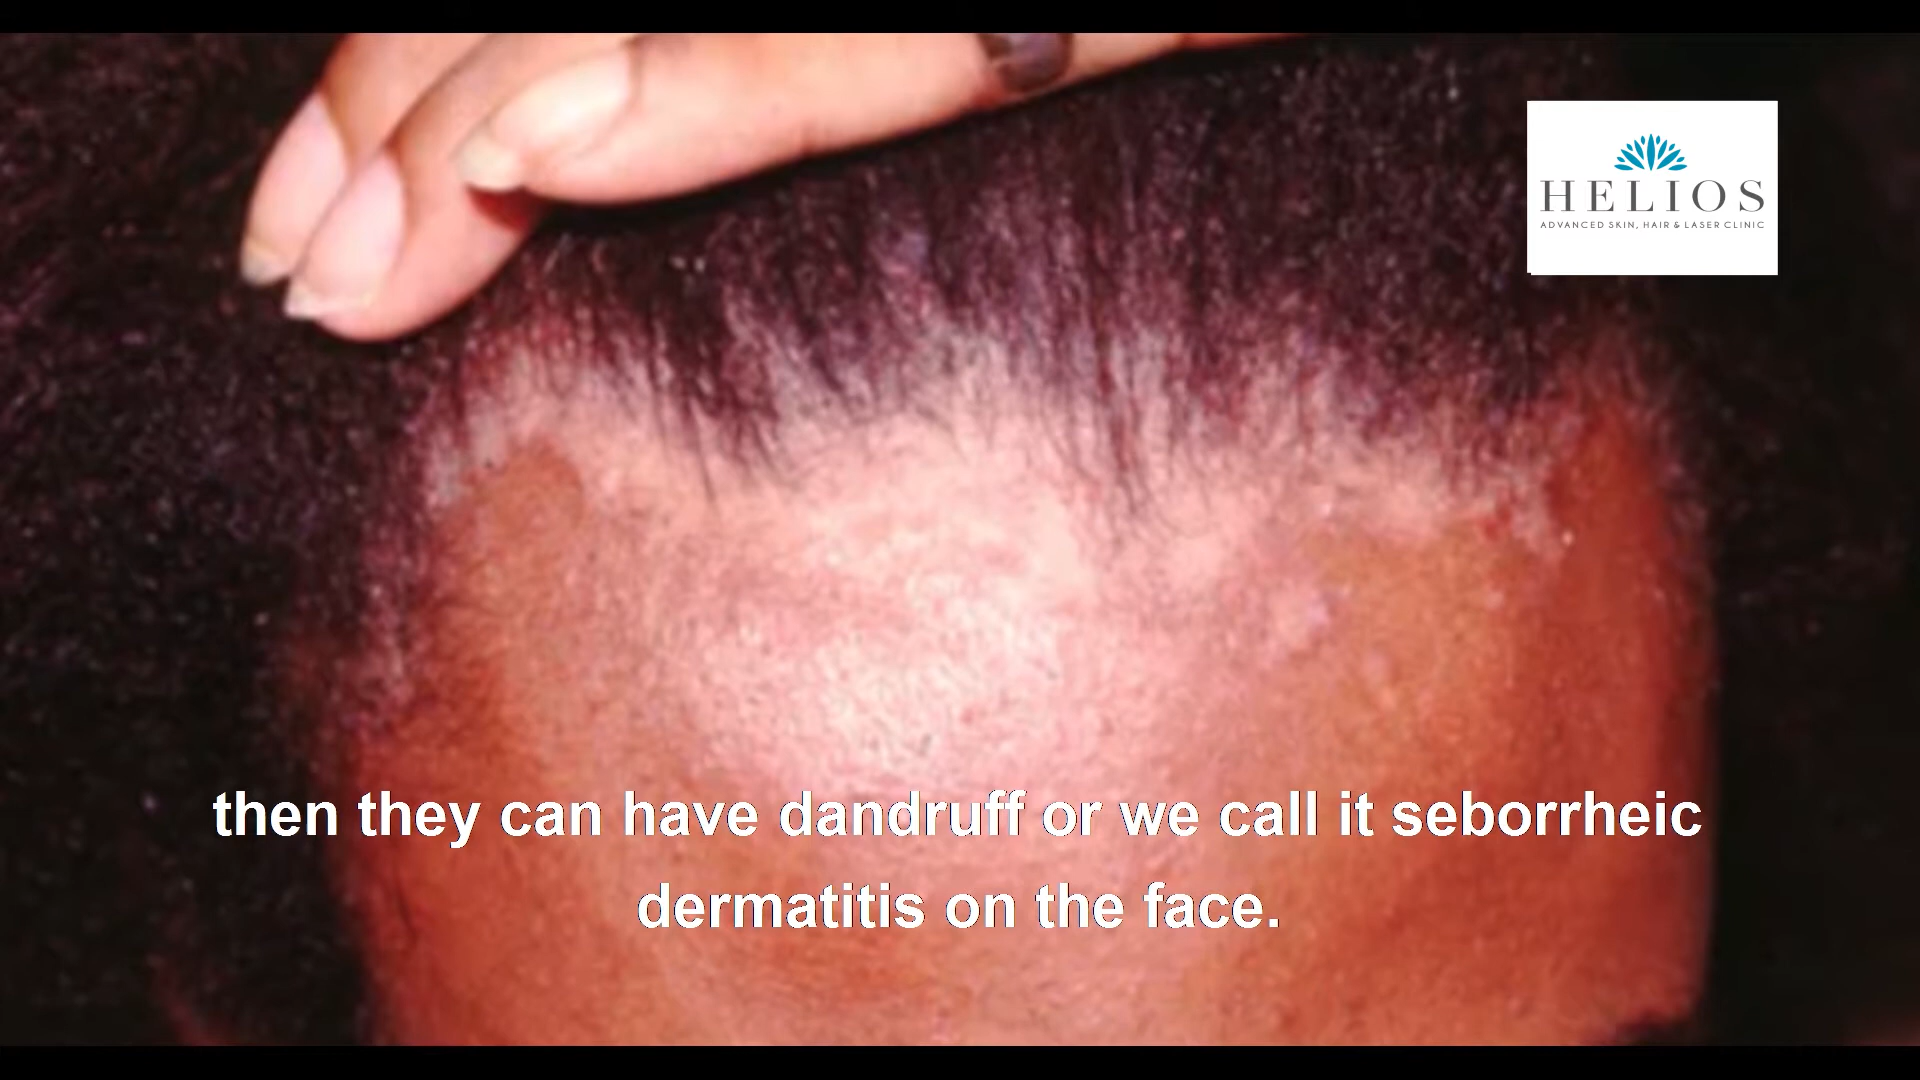 HELIOS
ADVANCED SKIN, HAIR & LASER CLINIC
then they can have dandruff or we call it seborrheic
dermatitis on the face.